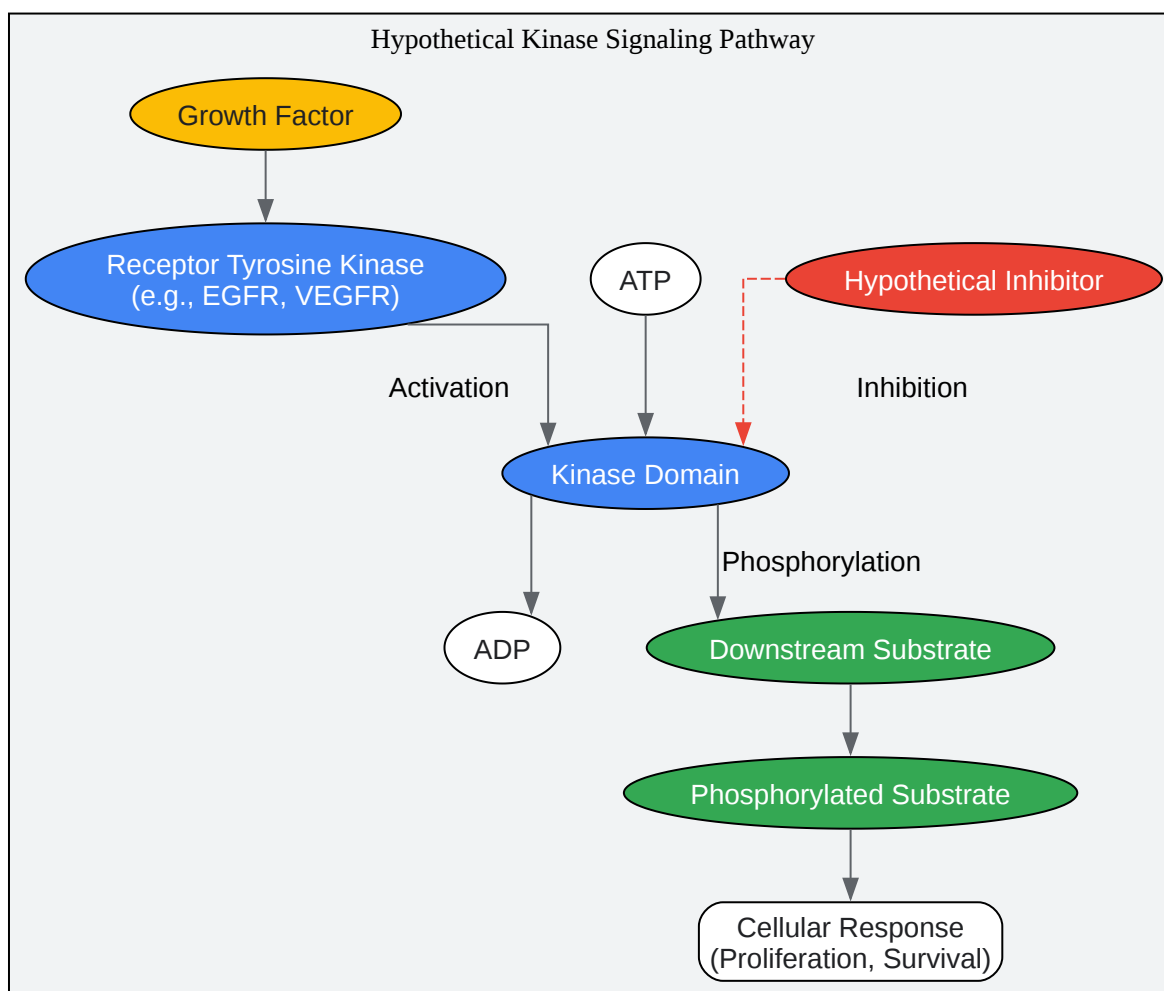 Hypothetical Kinase Signaling Pathway
Growth Factor
Receptor Tyrosine Kinase
(e.g., EGFR, VEGFR)
ATP
Hypothetical Inhibitor
Activation
Inhibition
Kinase Domain
Phosphorylation
ADP
Downstream Substrate
Phosphorylated Substrate
Cellular Response
(Proliferation, Survival)